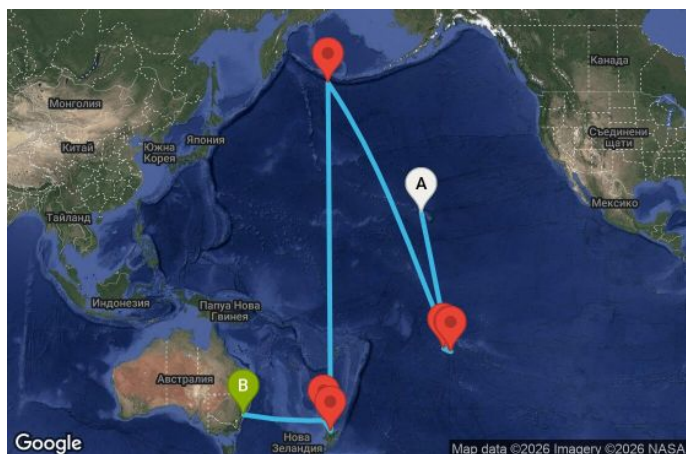 Канада
Монголия
Съединени
щати
Китай
Южна
Корея
Япония
A
Мексико
Тайланд
Индонезия
Папуа Нова
Гвинея
Австралия
B
Нова
Зеландия
Google
Map data ©2026 Imagery ©2026 NASA